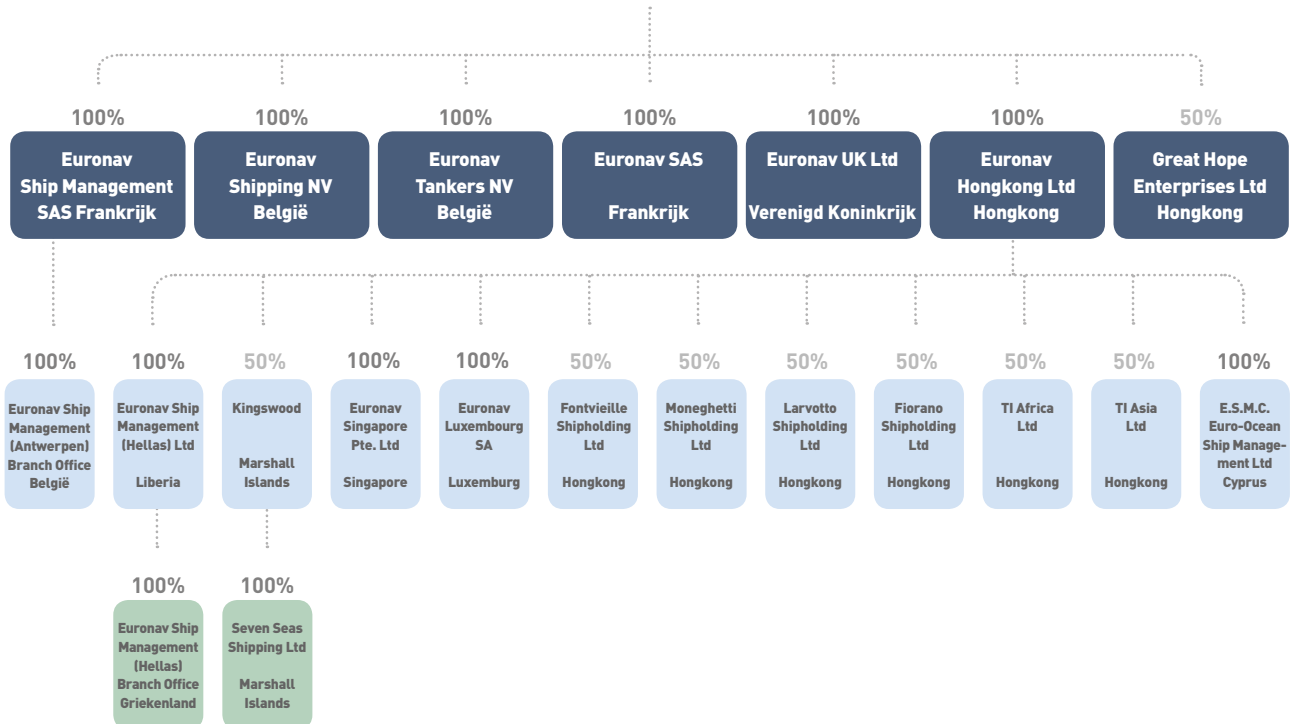 100%
100%
100%
100%
100%
100%
50%
Euronav
Ship Management
SAS Frankrijk
Euronav
Shipping NV
België
Euronav
Tankers NV
België
Euronav SAS
Frankrijk
Euronav UK Ltd
Verenigd Koninkrijk
Euronav
Hongkong Ltd
Hongkong
Great Hope
Enterprises Ltd
Hongkong
100%
100%
50%
100%
100%
50%
50%
50%
50%
50%
50%
100%
Euronav Ship
Management
(Antwerpen)
Branch Office
België
Euronav Ship
Management
(Hellas) Ltd
Liberia
Kingswood
Marshall
Islands
Euronav
Singapore
Pte. Ltd
Singapore
Euronav
Luxembourg
SA
Luxemburg
Fontvieille
Shipholding
Ltd
Hongkong
Moneghetti
Shipholding
Ltd
Hongkong
Larvotto
Shipholding
Ltd
Hongkong
Fiorano
Shipholding
Ltd
Hongkong
TI Africa
Ltd
Hongkong
TI Asia
Ltd
Hongkong
E.S.M.C.
Euro-Ocean
Ship Manage-
ment Ltd
Cyprus
100%
100%
Euronav Ship
Management
(Hellas)
Branch Office
Griekenland
Seven Seas
Shipping Ltd
Marshall
Islands